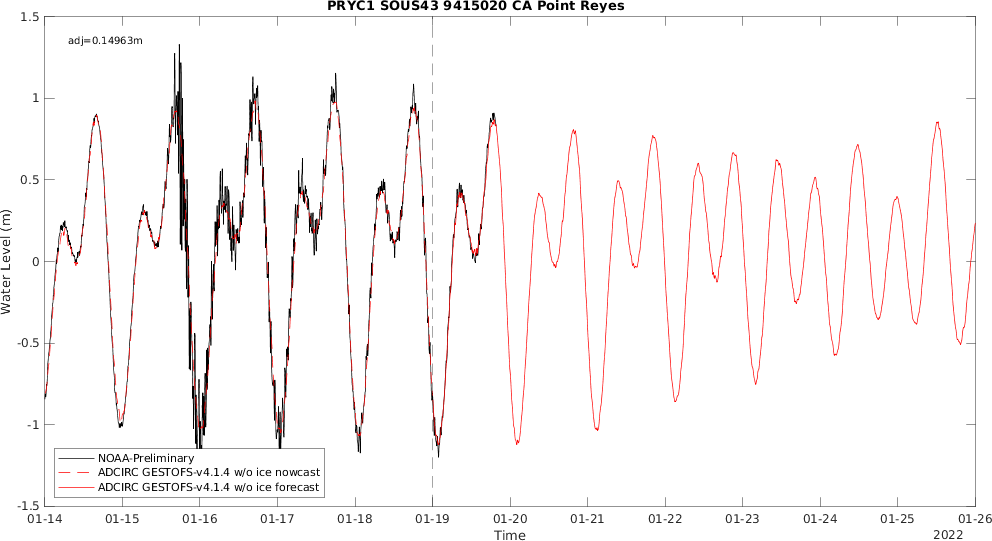 PRYC1 SOUS43 9415020 CA Point Reyes
adj=0.14963m
1.5
1
0.5
0
-0.5
-1
-1.5
Water Level (m)
NOAA-Preliminary
ADCIRC GESTOFS-v4.1.4 w/o ice nowcast
ADCIRC GESTOFS-v4.1.4 w/o ice forecast
01-14 01-15 01-16 01-17 01-18 01-19 01-20 01-21 01-22 01-23 01-24 01-25 01-26
Time
2022